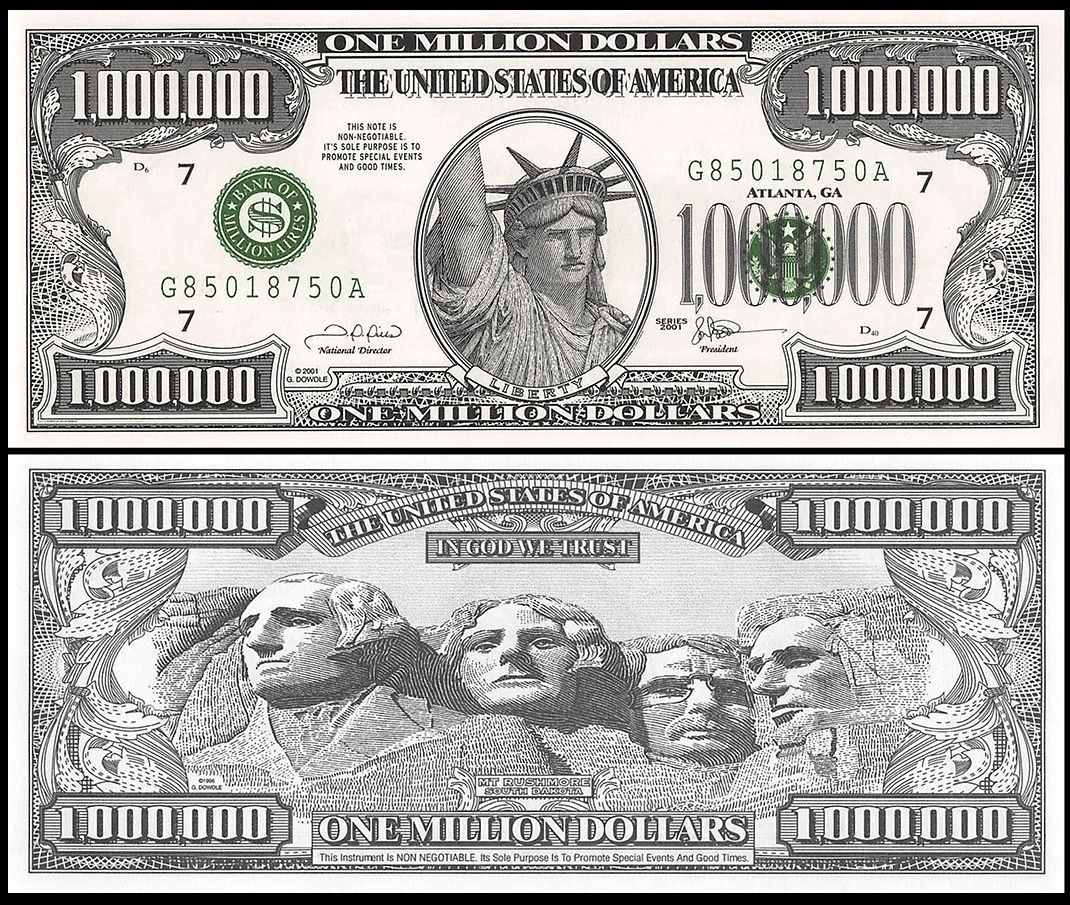 ONE MILLION DOLLARS
1,000,000
THE UNITED STATES OF AMERICA
1,000,000
THIS NOTE IS
NON-NEGOTIABLE.
IT'S SOLE PURPOSE IS TO
PROMOTE SPECIAL EVENTS
AND GOOD TIMES.
D6
7
BANK OF
MILLIONAIRES
$
G85018750A
7
G85018750A
7
ATLANTA, GA
1,000,000
SERIES
2001
President
D40
7
National Director
© 2001
G. DOWDLE
LIBERTY
1,000,000
ONE MILLION DOLLARS
1,000,000
1,000,000
THE UNITED STATES OF AMERICA
1,000,000
IN GOD WE TRUST
©1996
G. DOWDLE
MT RUSHMORE
SOUTH DAKOTA
1,000,000
ONE MILLION DOLLARS
1,000,000
This Instrument Is NON NEGOTIABLE. Its Sole Purpose Is To Promote Special Events And Good Times.